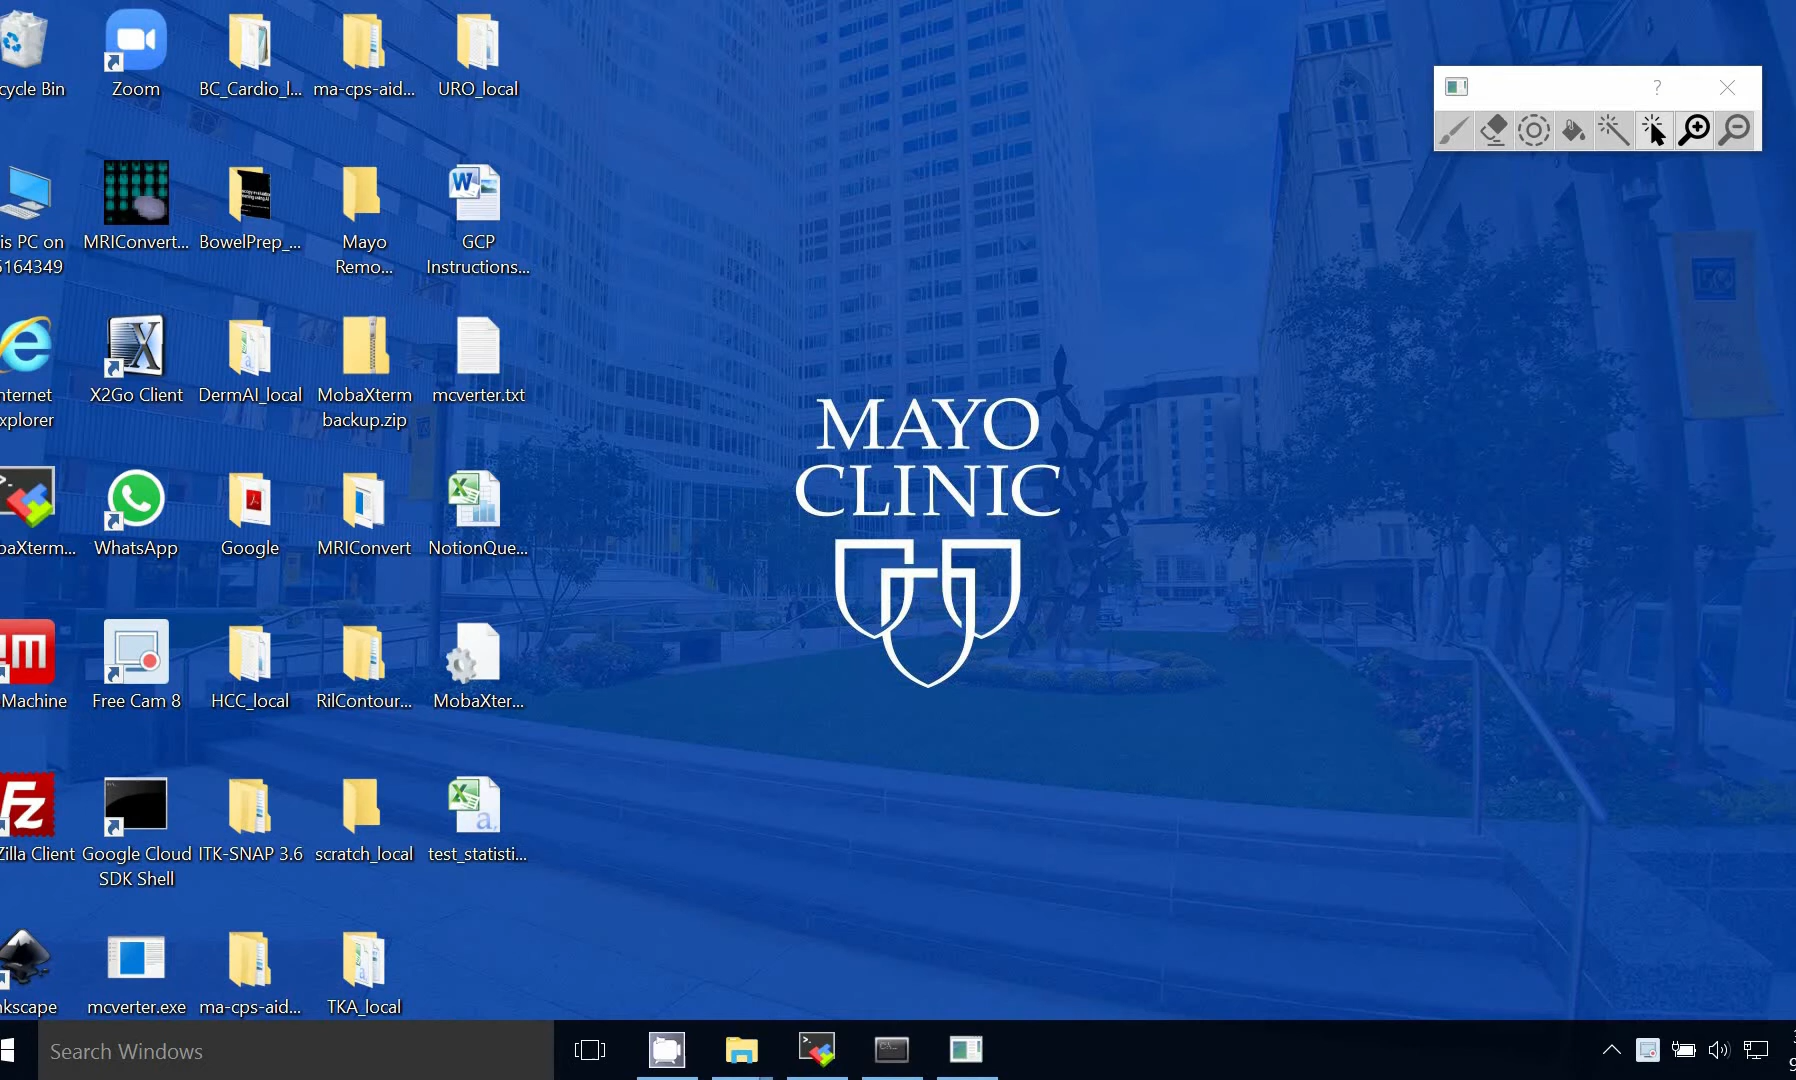 cycle Bin
Zoom
BC_Cardio_l...
ma-cps-aid...
URO_local
is PC on
5164349
MRIConvert...
BowelPrep_...
Mayo
Remo...
GCP
Instructions...
nternet
xplorer
X2Go Client
DermAI_local
MobaXterm
backup.zip
mcverter.txt
MAYO
CLINIC
baXterm...
WhatsApp
Google
MRIConvert
NotionQue...
Machine
Free Cam 8
HCC_local
RilContour...
MobaXter...
Zilla Client
Google Cloud
SDK Shell
ITK-SNAP 3.6
scratch_local
test_statisti...
nkscape
mcverter.exe
ma-cps-aid...
TKA_local
Search Windows